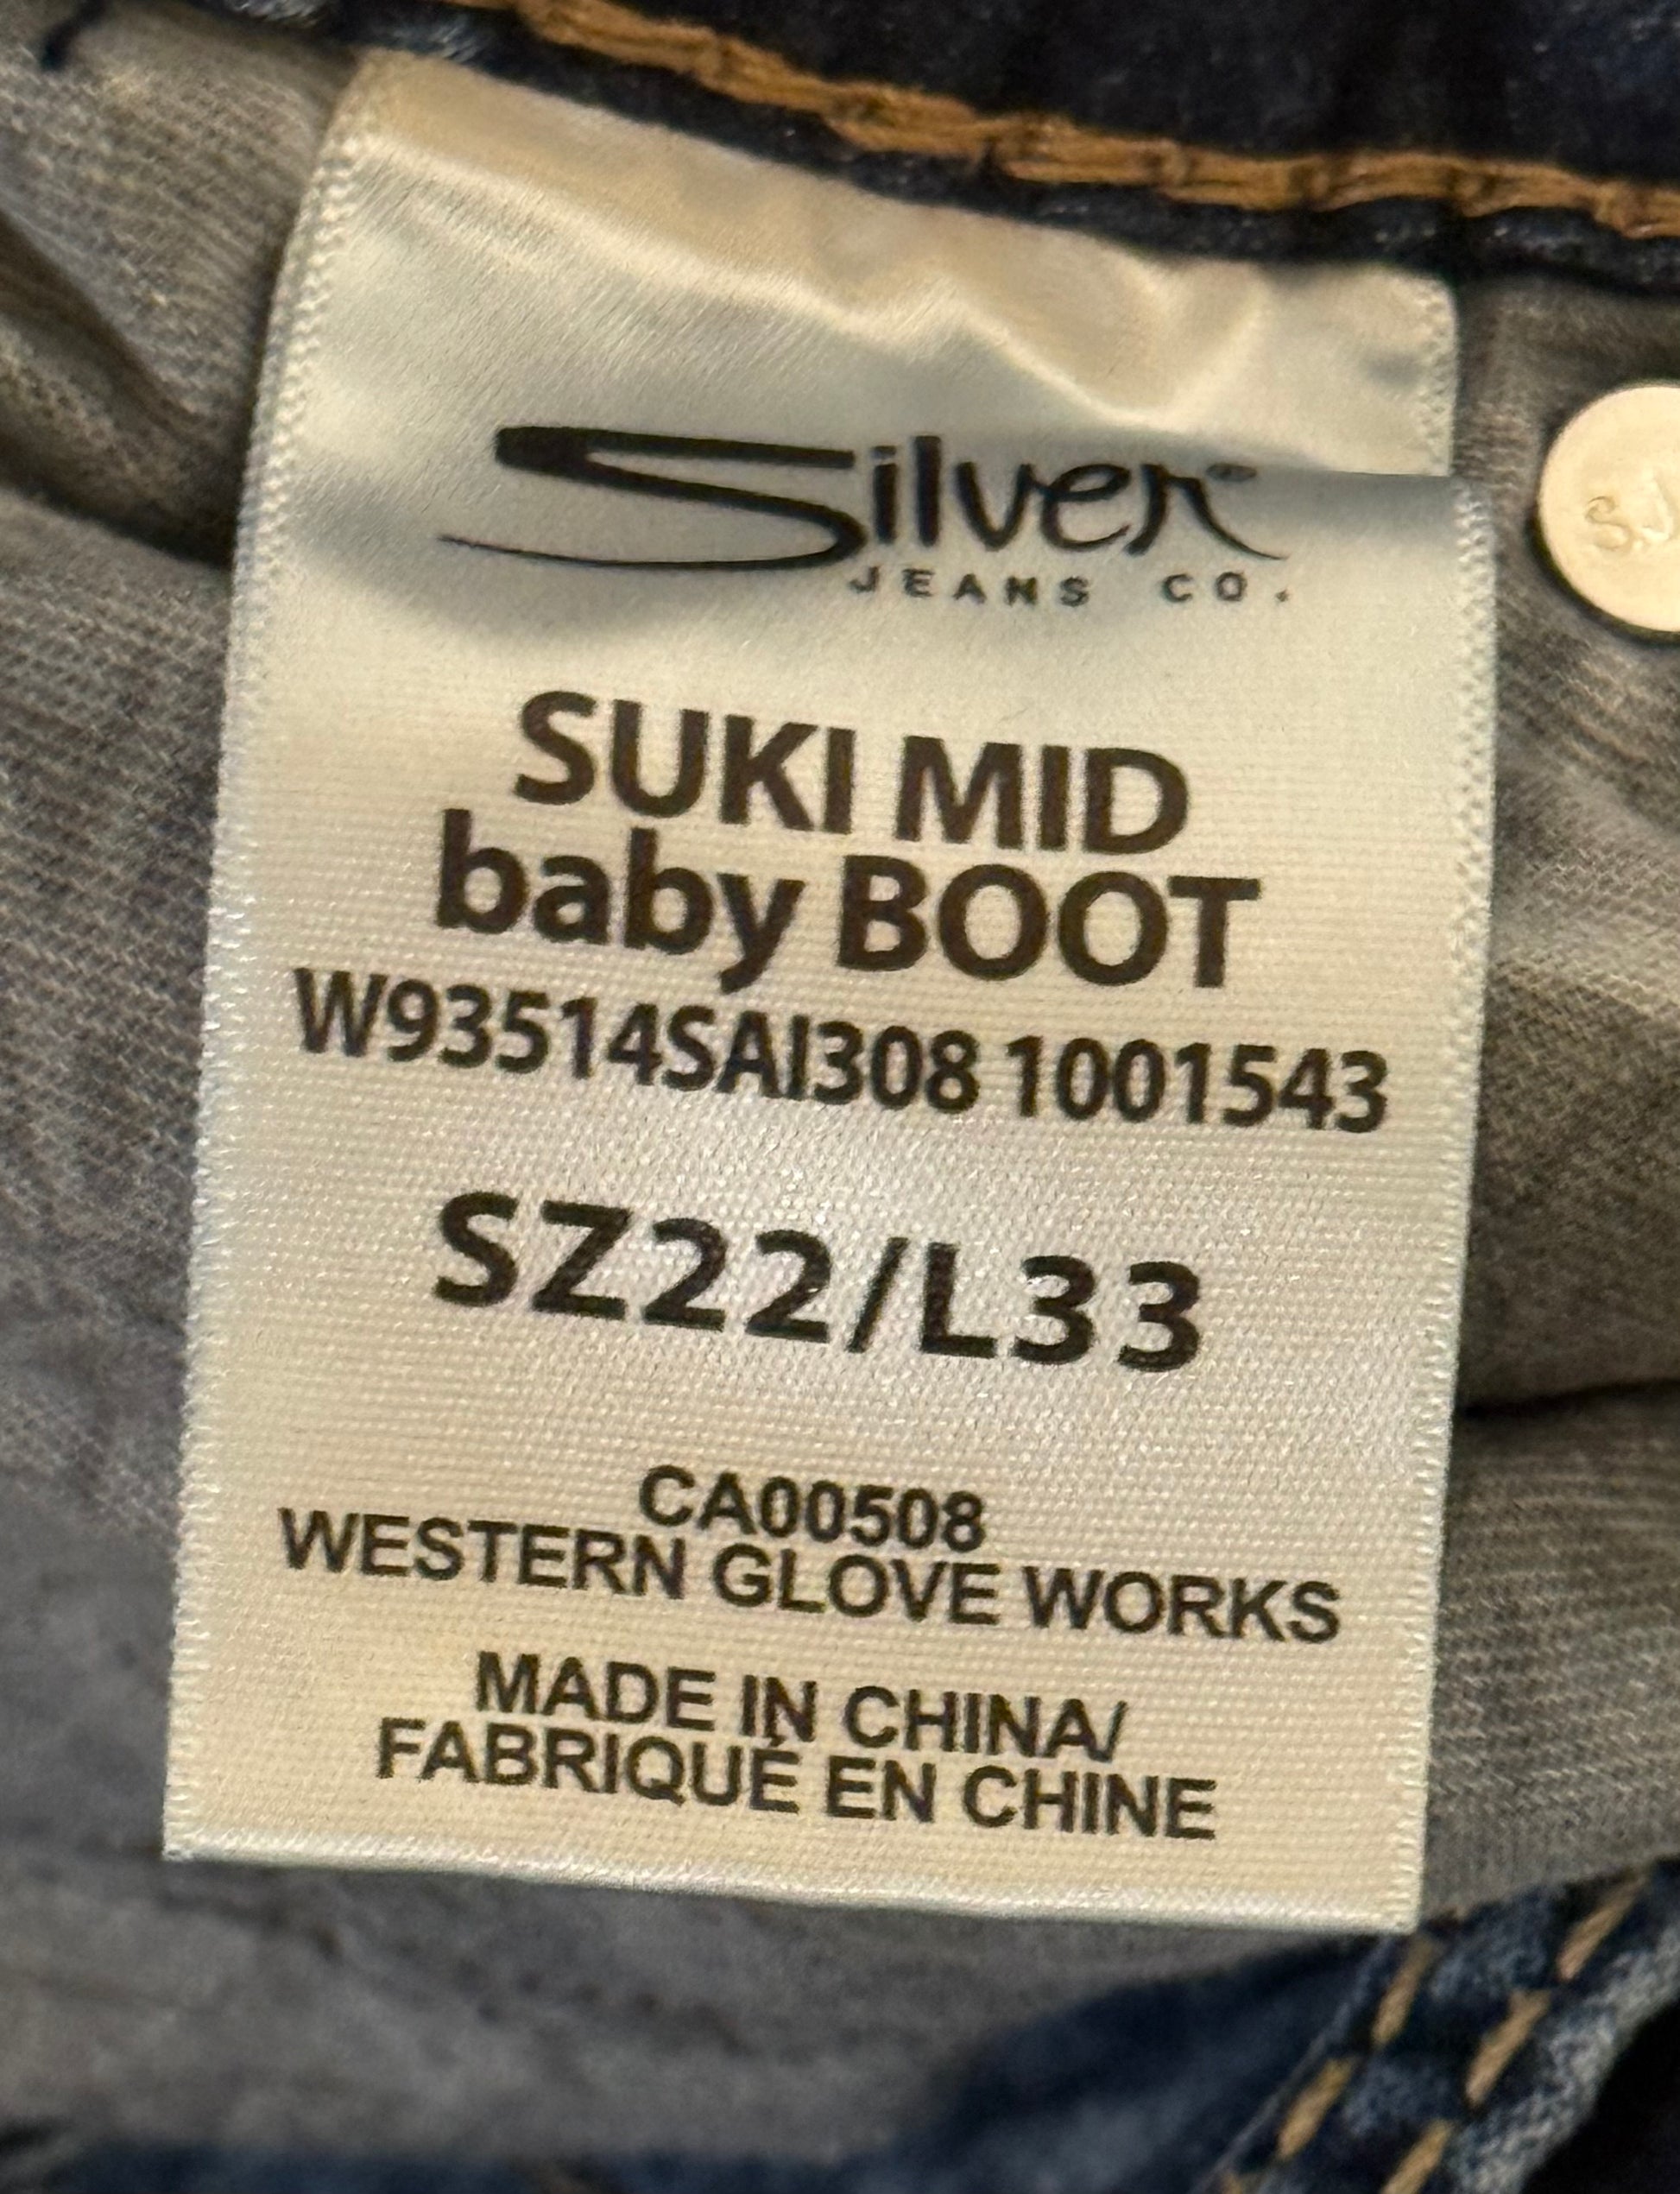 Silver®
JEANS CO.
SUKI MID
baby BOOT
W93514SAI308 1001543
SZ22/L33
CA00508
WESTERN GLOVE WORKS
MADE IN CHINA/
FABRIQUÉ EN CHINE
S.J